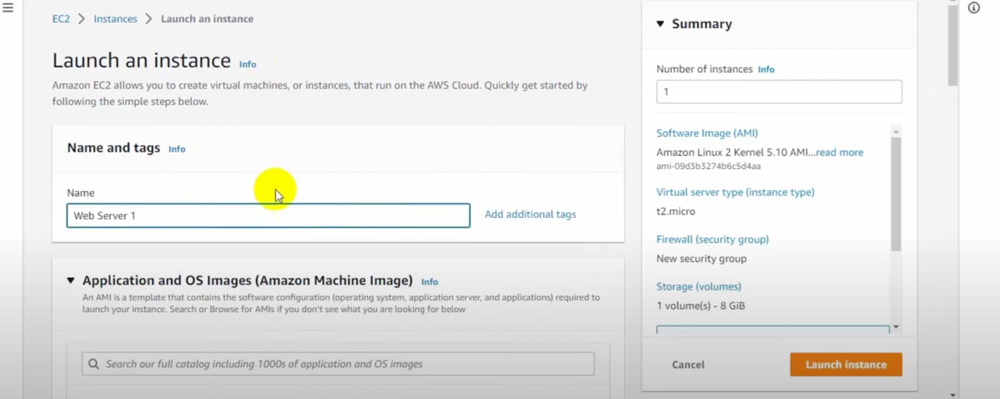 EC2 > Instances > Launch an instance
Launch an instance Info
Amazon EC2 allows you to create virtual machines, or instances, that run on the AWS Cloud. Quickly get started by
following the simple steps below.
Name and tags Info
Name
Web Server 1
Add additional tags
Application and OS Images (Amazon Machine Image) Info
An AMI is a template that contains the software configuration (operating system, application server, and applications) required to
launch your instance. Search or Browse for AMIs if you don't see what you are looking for below
Search our full catalog including 1000s of application and OS images
Summary
Number of instances Info
1
Software Image (AMI)
Amazon Linux 2 Kernel 5.10 AMI...read more
ami-09d3b3274b6c5d4aa
Virtual server type (instance type)
t2.micro
Firewall (security group)
New security group
Storage (volumes)
1 volume(s) - 8 GiB
Cancel
Launch instance